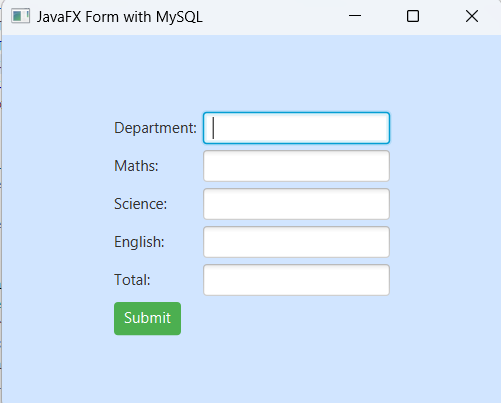 JavaFX Form with MySQL
Department:
Maths:
Science:
English:
Total:
Submit